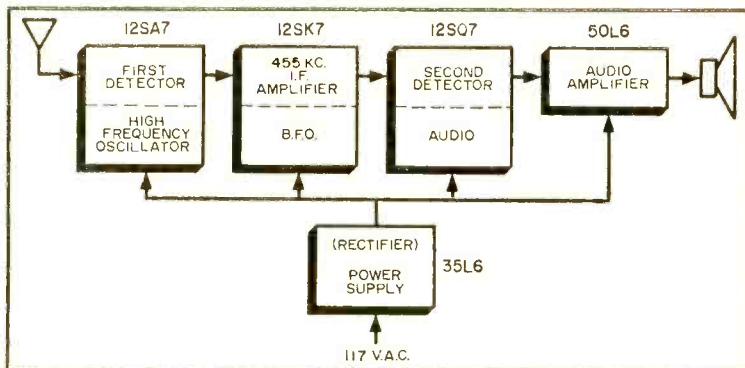 12SA7
12SK7
12SQ7
50L6
FIRST
DETECTOR
HIGH
FREQUENCY
OSCILLATOR
455 KC.
I.F.
AMPLIFIER
B.F.O.
SECOND
DETECTOR
AUDIO
AUDIO
AMPLIFIER
(RECTIFIER)
POWER
SUPPLY
35L6
117 V.A.C.